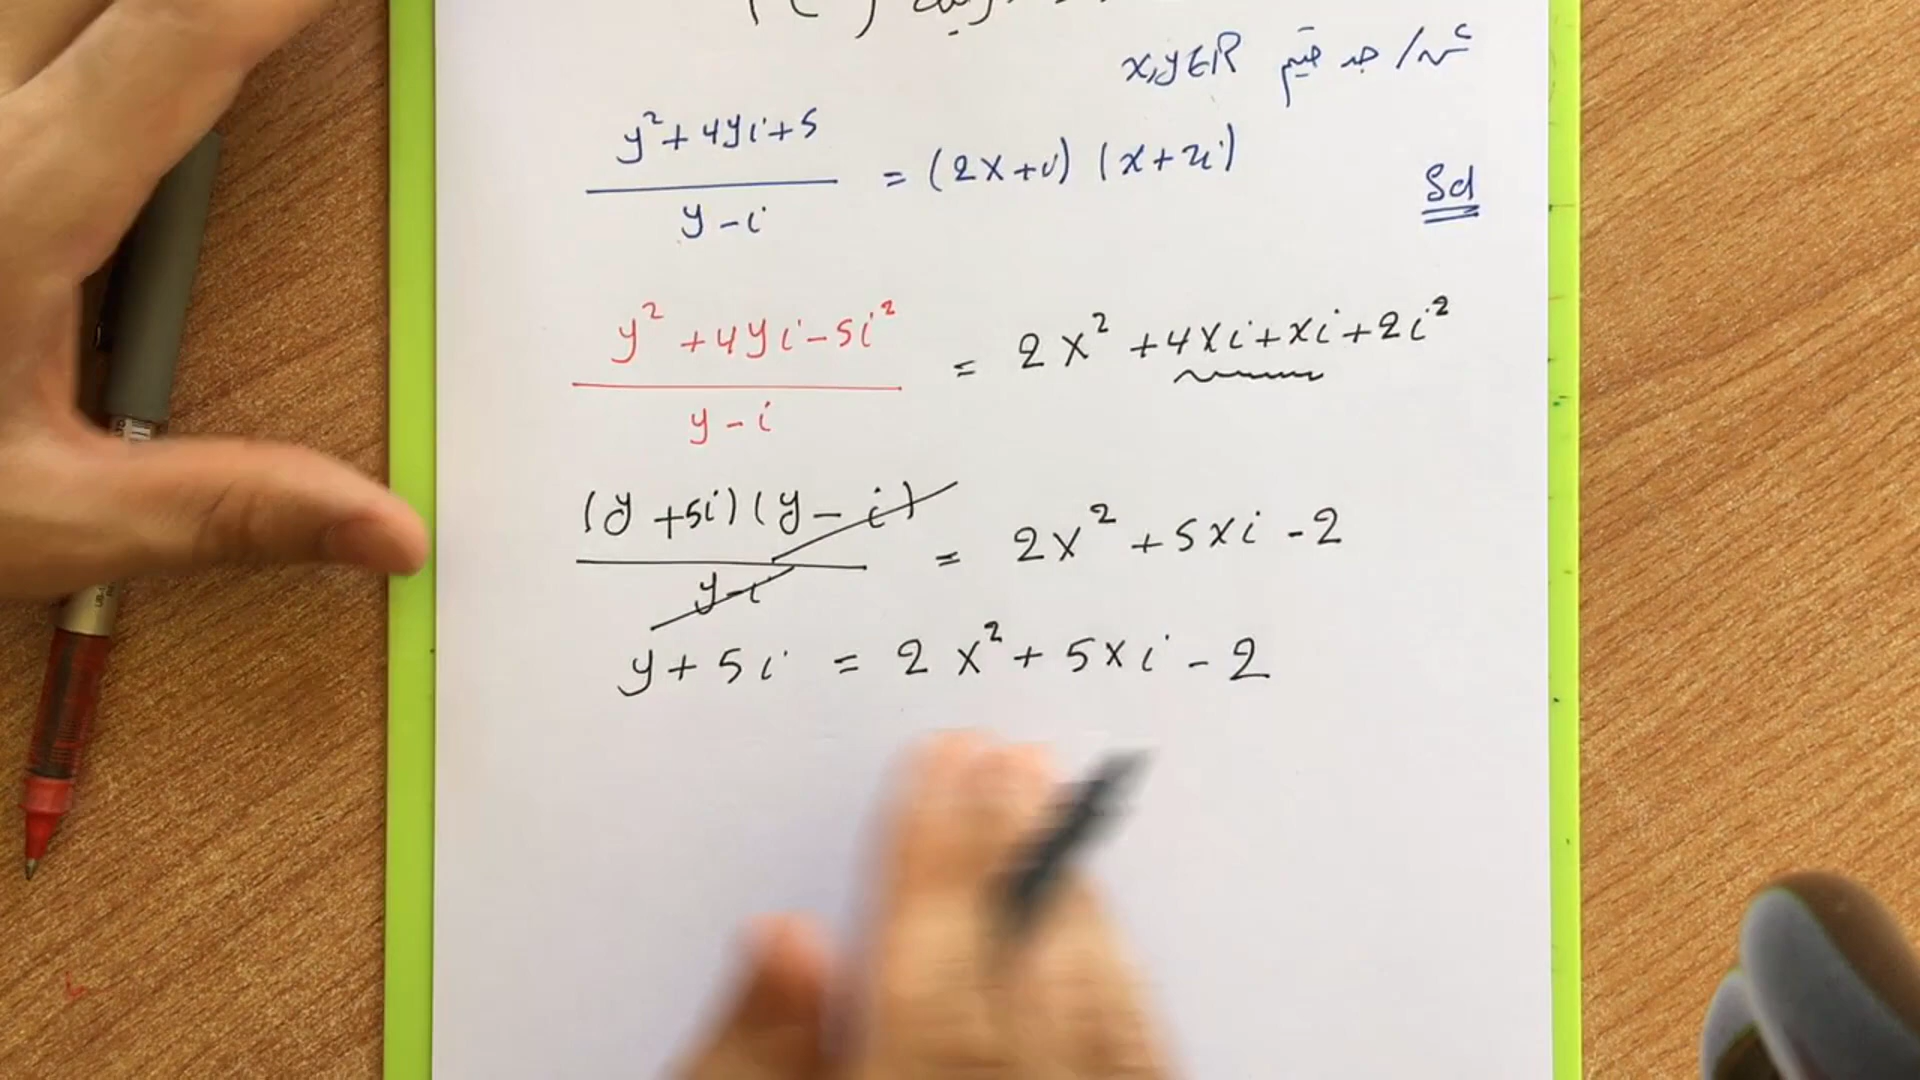 س/ جد قيم x,y∈R
(y²+4yi+5)/(y-i) = (2x+i)(x+2i)
Sol
(y²+4yi-5i²)/(y-i) = 2x²+4xi+xi+2i²
(y+5i)(y-i)/(y-i) = 2x²+5xi-2
y+5i = 2x²+5xi-2